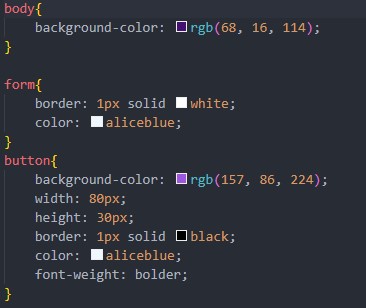 body{
    background-color: rgb(68, 16, 114);
}

form{
    border: 1px solid white;
    color: aliceblue;
}
button{
    background-color: rgb(157, 86, 224);
    width: 80px;
    height: 30px;
    border: 1px solid black;
    color: aliceblue;
    font-weight: bolder;
}